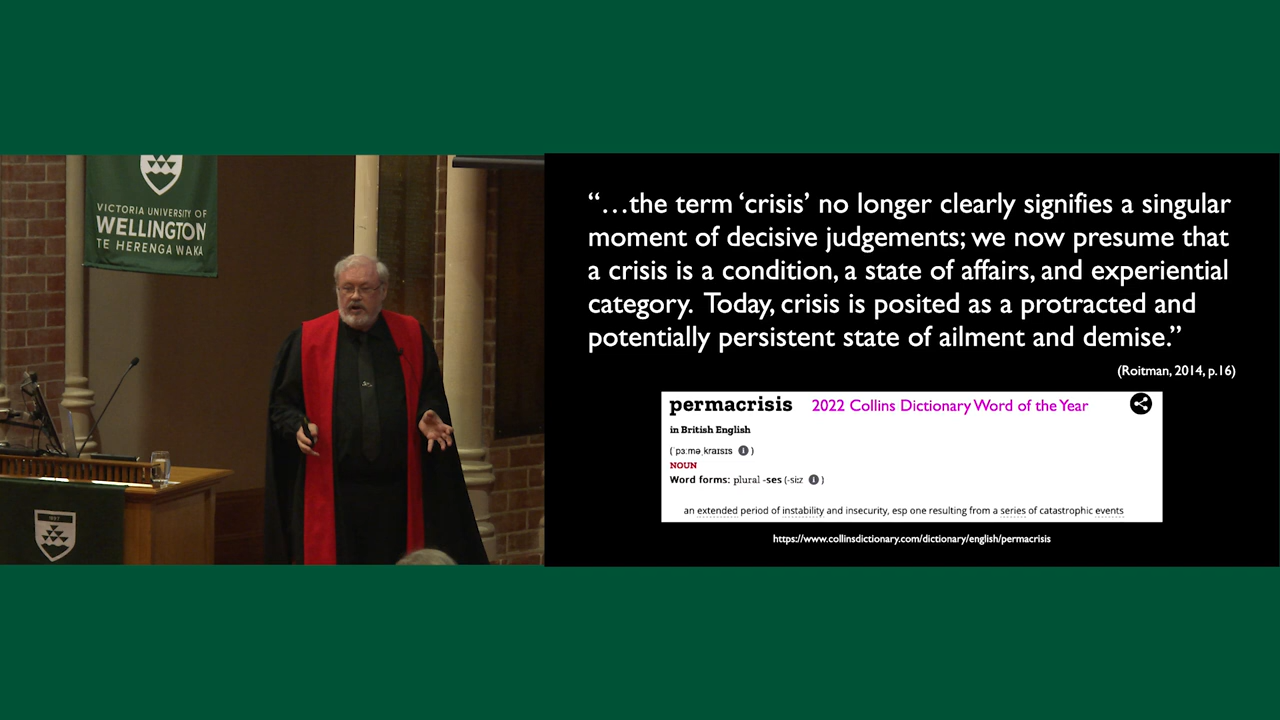 VICTORIA UNIVERSITY OF
WELLINGTON
TE HERENGA WAKA
1897
“…the term ‘crisis’ no longer clearly signifies a singular
moment of decisive judgements; we now presume that
a crisis is a condition, a state of affairs, and experiential
category. Today, crisis is posited as a protracted and
potentially persistent state of ailment and demise.”
(Roitman, 2014, p.16)
permacrisis 2022 Collins Dictionary Word of the Year
in British English
(ˈpɜːməˌkraɪsɪs)
NOUN
Word forms: plural -ses (-siːz)
an extended period of instability and insecurity, esp one resulting from a series of catastrophic events
https://www.collinsdictionary.com/dictionary/english/permacrisis